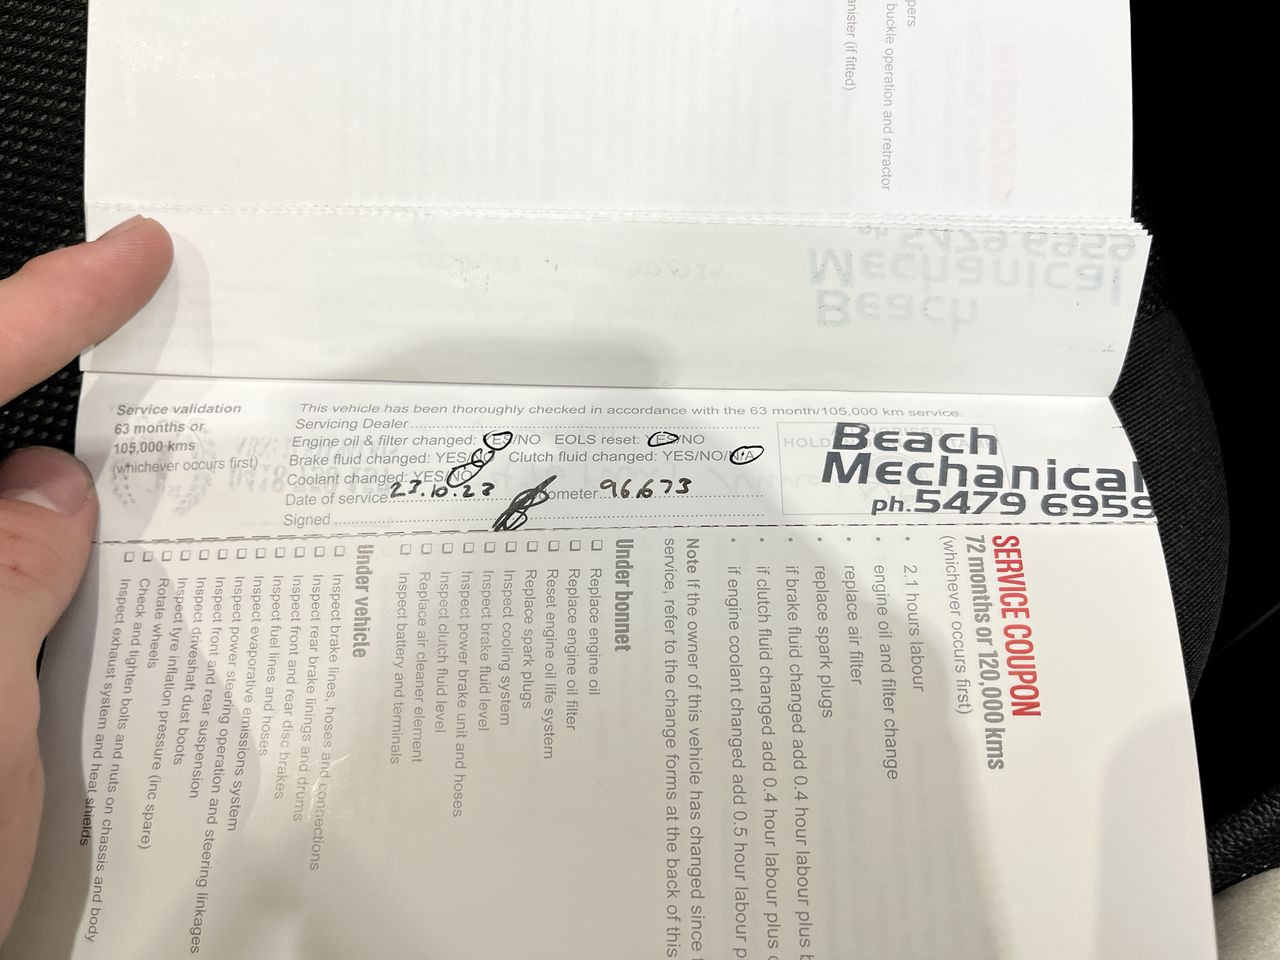 pers
buckle operation and retractor
anister (if fitted)
ph 5479 6959
Mechanical
Beach
Service validation
63 months or
105,000 kms
(whichever occurs first)
This vehicle has been thoroughly checked in accordance with the 63 month/105,000 km service.
Servicing Dealer
Engine oil & filter changed: YES/NO EOLS reset: YES/NO
Brake fluid changed: YES/NO Clutch fluid changed: YES/NO/N/A
Coolant changed: YES/NO
Date of service 23.10.23 ometer 96,673
Signed
Beach
Mechanical
ph.5479 6959
SERVICE COUPON
72 months or 120,000 kms
(whichever occurs first)
• 2.1 hours labour
• engine oil and filter change
• replace air filter
• replace spark plugs
• if brake fluid changed add 0.4 hour labour plus b
• if clutch fluid changed add 0.4 hour labour plus c
• if engine coolant changed add 0.5 hour labour p
Note If the owner of this vehicle has changed since
service, refer to the change forms at the back of this
Under bonnet
Replace engine oil
Replace engine oil filter
Reset engine oil life system
Replace spark plugs
Inspect cooling system
Inspect brake fluid level
Inspect power brake unit and hoses
Inspect clutch fluid level
Replace air cleaner element
Inspect battery and terminals
Under vehicle
Inspect brake lines, hoses and connections
Inspect rear brake linings and drums
Inspect front and rear disc brakes
Inspect fuel lines and hoses
Inspect evaporative emissions system
Inspect power steering operation and steering linkages
Inspect front and rear suspension
Inspect driveshaft dust boots
Inspect tyre inflation pressure (inc spare)
Rotate wheels
Check and tighten bolts and nuts on chassis and body
Inspect exhaust system and heat shields